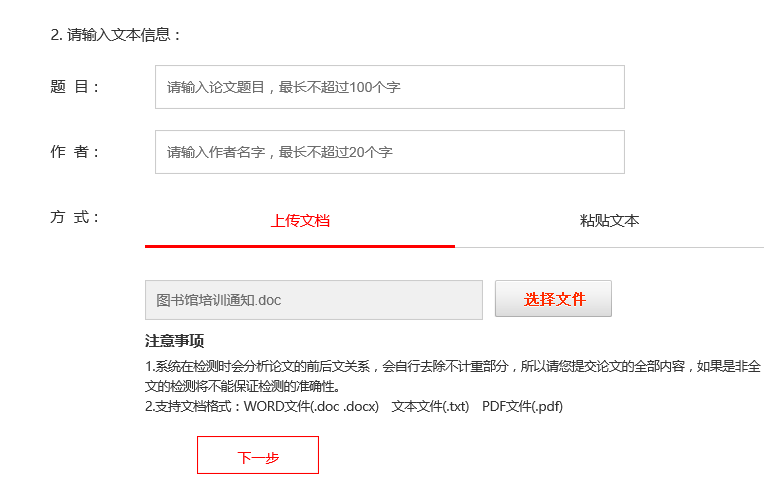 2. 请输入文本信息：
题 目：
请输入论文题目，最长不超过100个字
作 者：
请输入作者名字，最长不超过20个字
方 式：
上传文档
粘贴文本
图书馆培训通知.doc
选择文件
注意事项
1.系统在检测时会分析论文的前后文关系，会自行去除不计重部分，所以请您提交论文的全部内容，如果是非全
文的检测将不能保证检测的准确性。
2.支持文档格式：WORD文件(.doc .docx) 文本文件(.txt) PDF文件(.pdf)
下一步